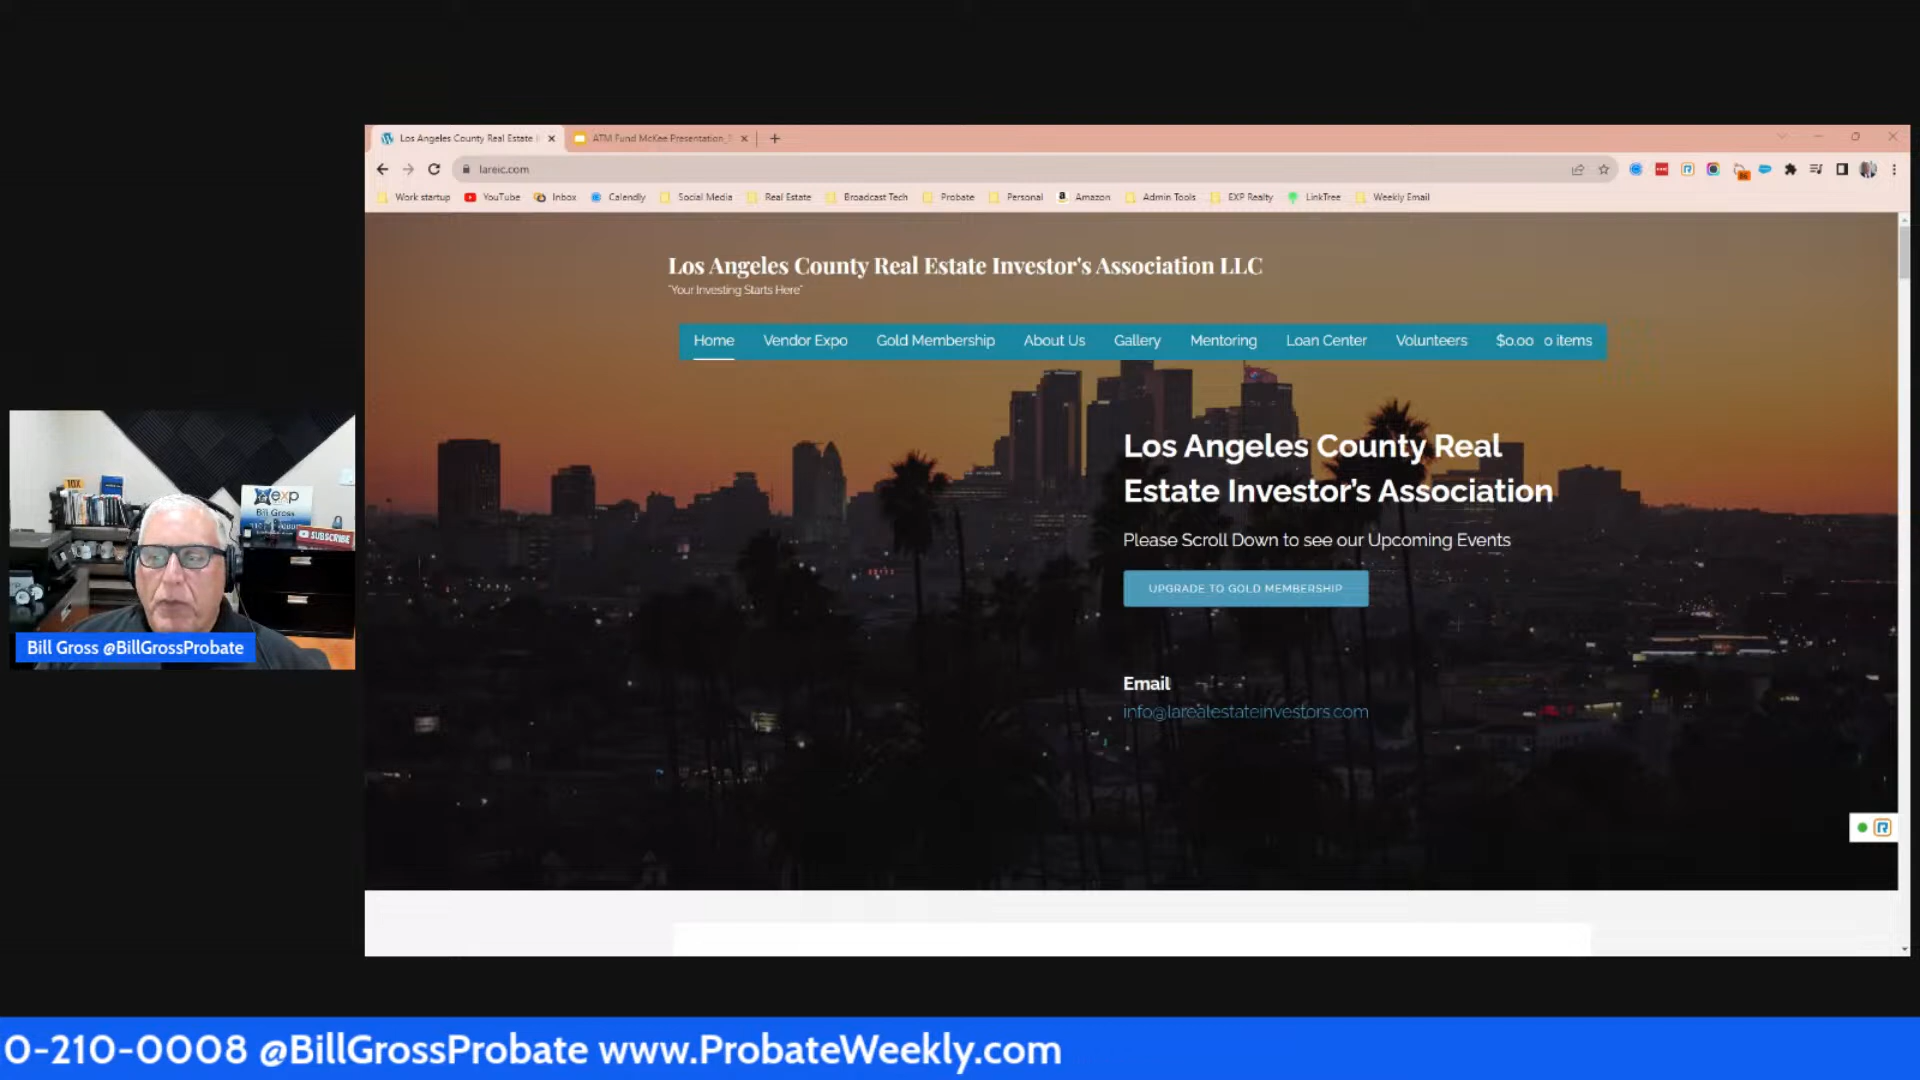 Los Angeles County Real Estate
ATM Fund McKee Presentation
lareic.com
Work startup YouTube Inbox Calendly Social Media Real Estate Broadcast Tech Probate Personal Amazon Admin Tools EXP Realty LinkTree Weekly Email
Los Angeles County Real Estate Investor's Association LLC
"Your Investing Starts Here"
Home Vendor Expo Gold Membership About Us Gallery Mentoring Loan Center Volunteers $0.00 0 items
Los Angeles County Real
Estate Investor’s Association
Please Scroll Down to see our Upcoming Events
UPGRADE TO GOLD MEMBERSHIP
Email
info@larealestateinvestors.com
10X
exp
Bill Gross
SUBSCRIBE
Bill Gross @BillGrossProbate
0-210-0008 @BillGrossProbate www.ProbateWeekly.com